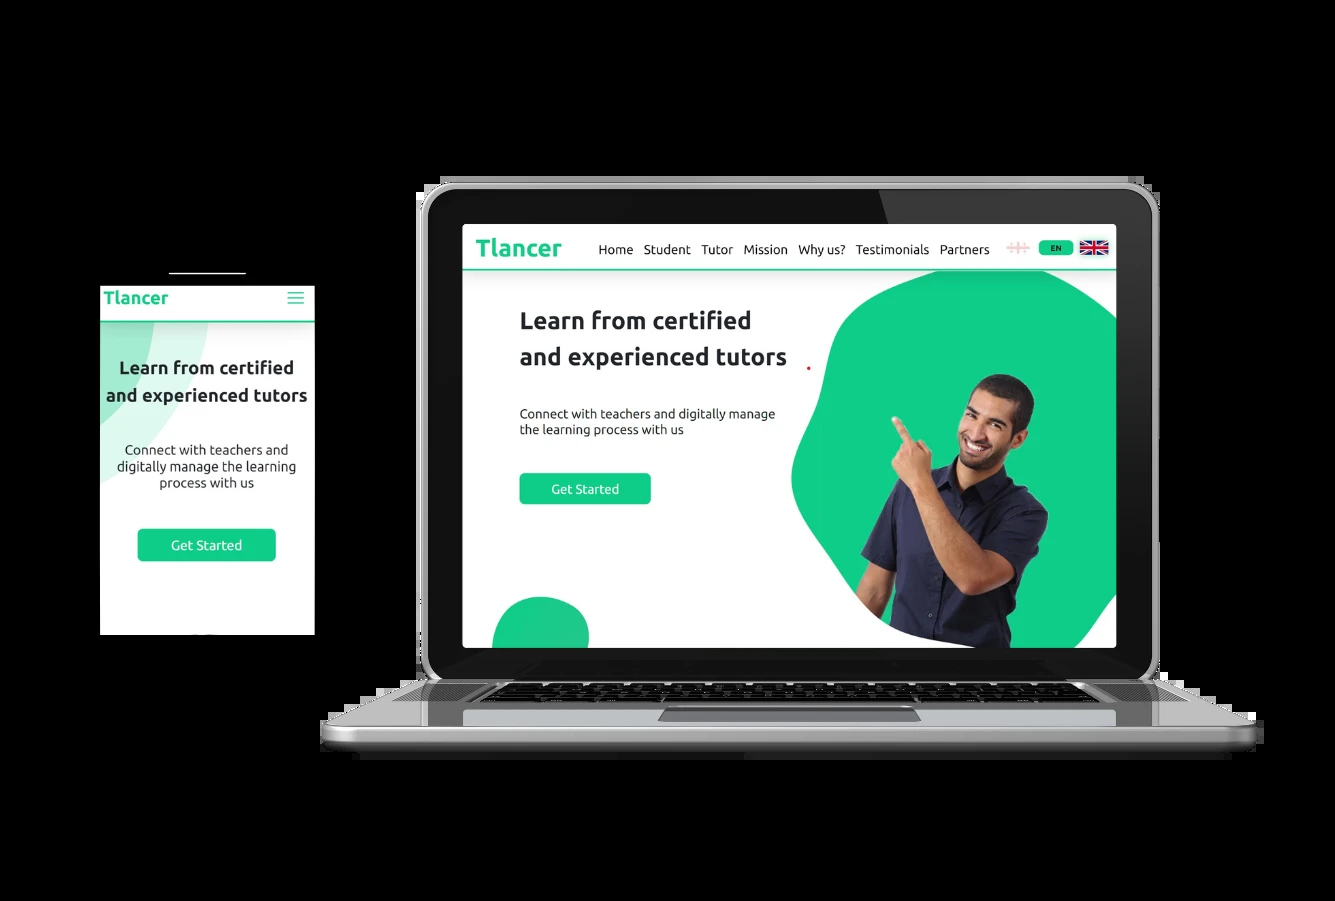 Tlancer
Learn from certified
and experienced tutors
Connect with teachers and
digitally manage the learning
process with us
Get Started
Tlancer
Home Student Tutor Mission Why us? Testimonials Partners EN
Learn from certified
and experienced tutors
Connect with teachers and digitally manage
the learning process with us
Get Started